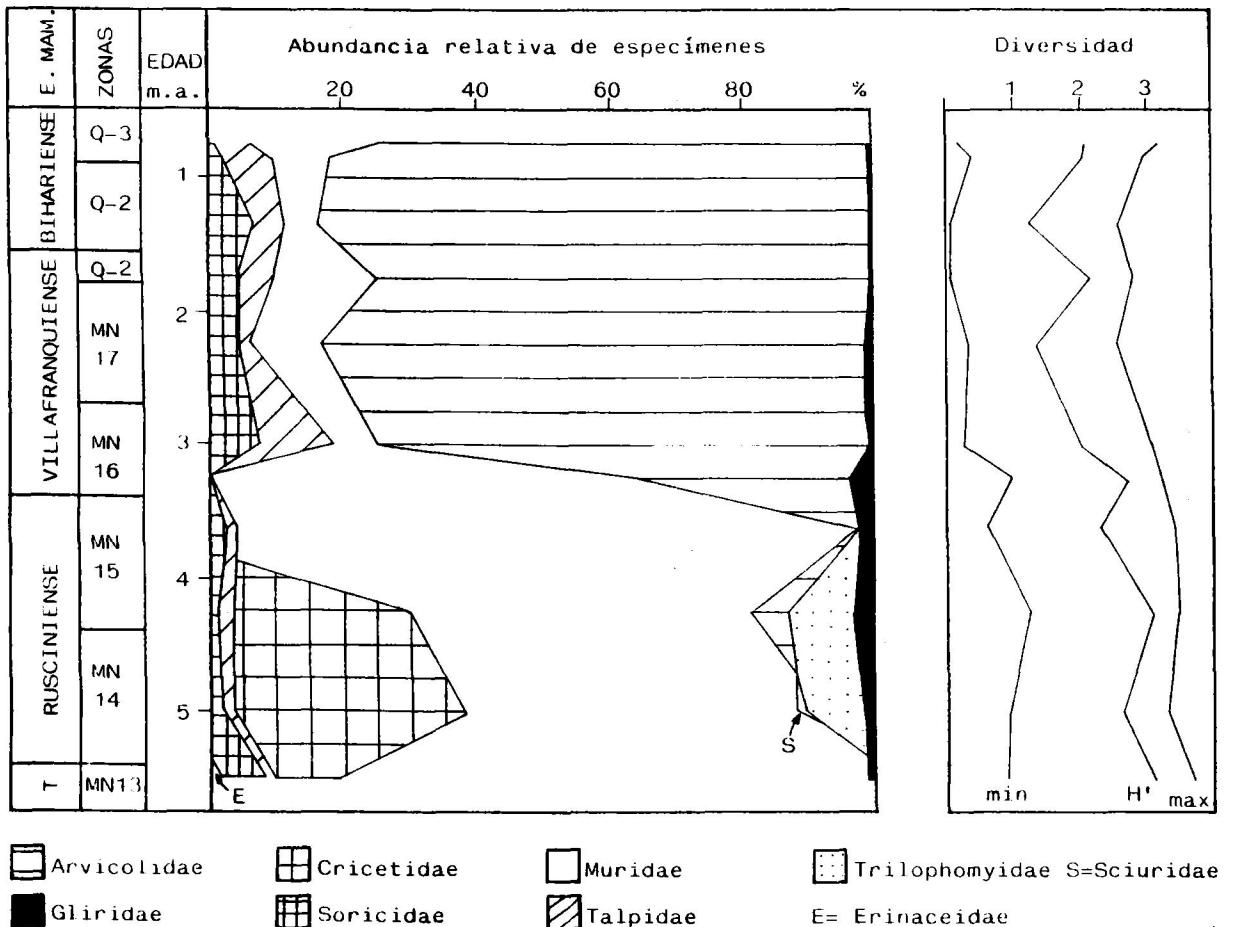 E. MAM.
ZONAS
EDAD
m.a.
Abundancia relativa de especímenes
20 40 60 80 %
Diversidad
1 2 3
BIHARIENSE
VILLAFRANQUIENSE
RUSCINIENSE
T
Q-3
Q-2
Q-2
MN
17
MN
16
MN
15
MN
14
MN13
1
2
3
4
5
E
S
min H' max
Arvicolidae Cricetidae Muridae Trilophomyidae S=Sciuridae
Gliridae Soricidae Talpidae E= Erinaceidae